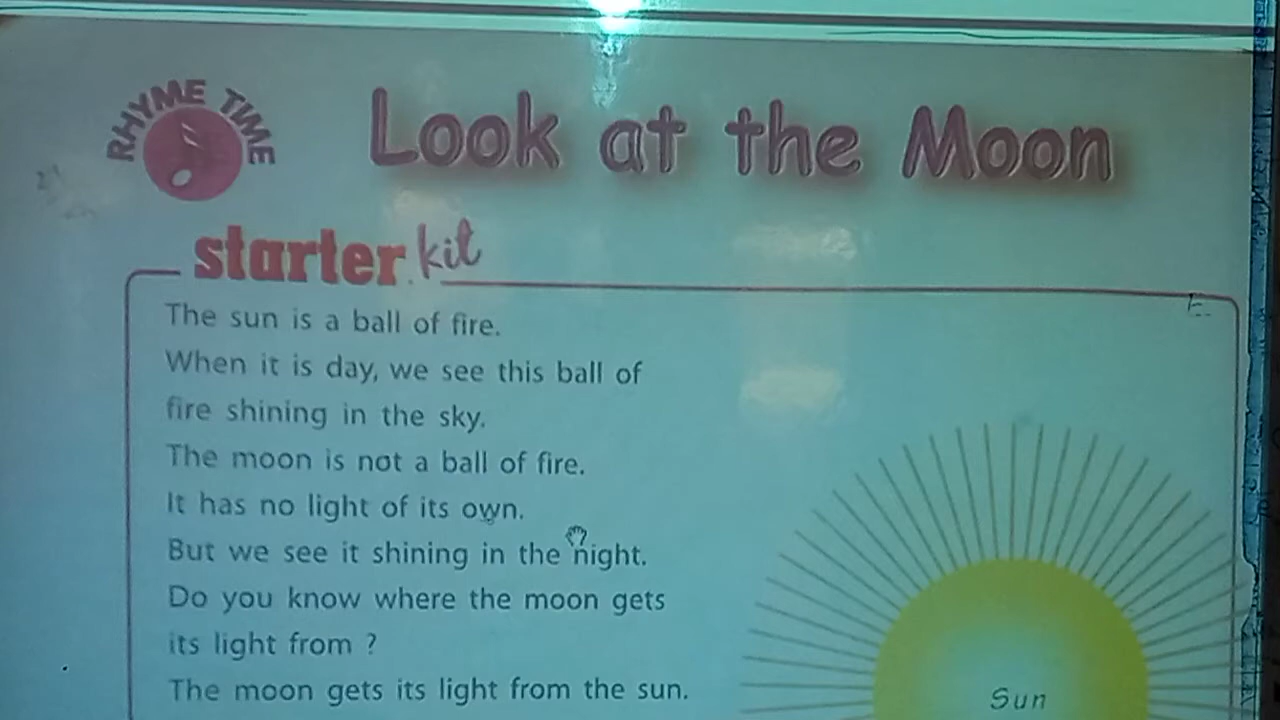 RHYME TIME
Look at the Moon
starter kit
The sun is a ball of fire.
When it is day, we see this ball of
fire shining in the sky.
The moon is not a ball of fire.
It has no light of its own.
But we see it shining in the night.
Do you know where the moon gets
its light from ?
The moon gets its light from the sun.
Sun